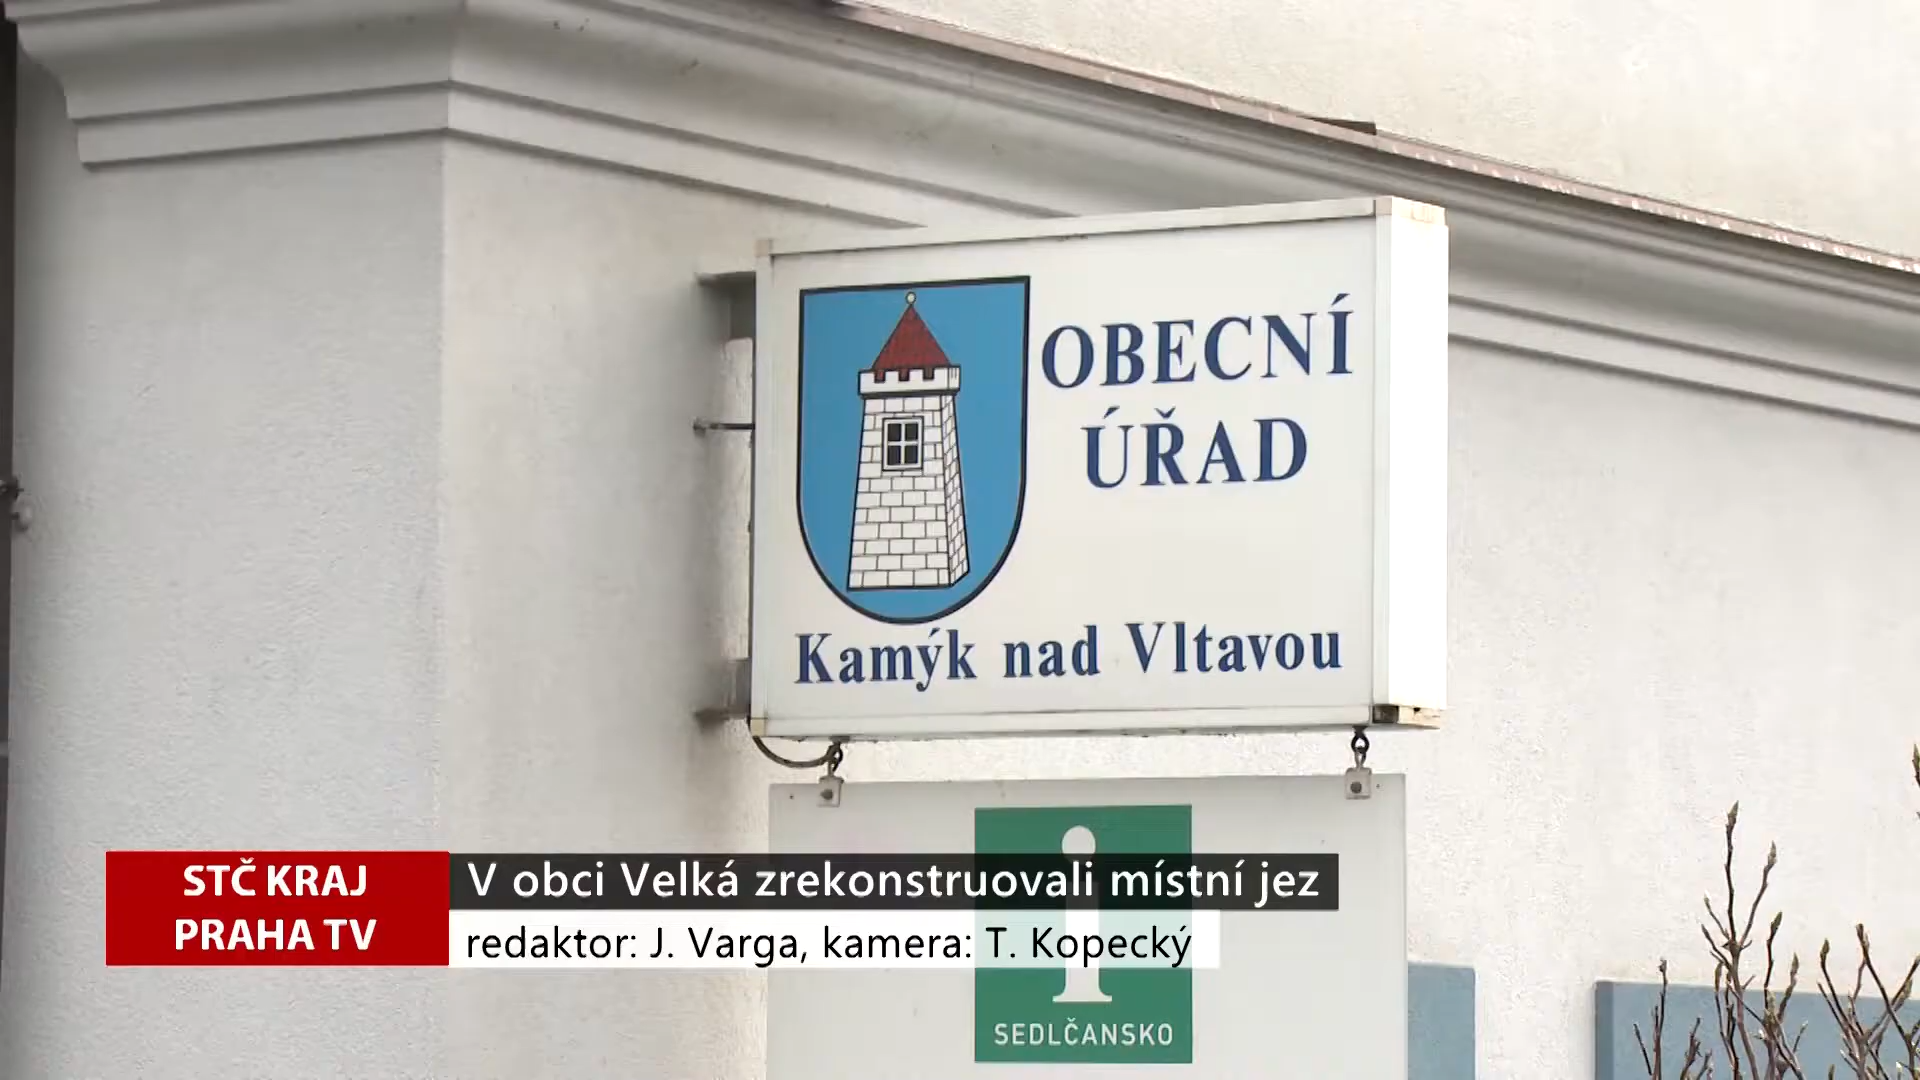 OBECNÍ
ÚŘAD
Kamýk nad Vltavou
STČ KRAJ
PRAHA TV
V obci Velká zrekonstruovali místní jez
redaktor: J. Varga, kamera: T. Kopecký
i
SEDLČANSKO